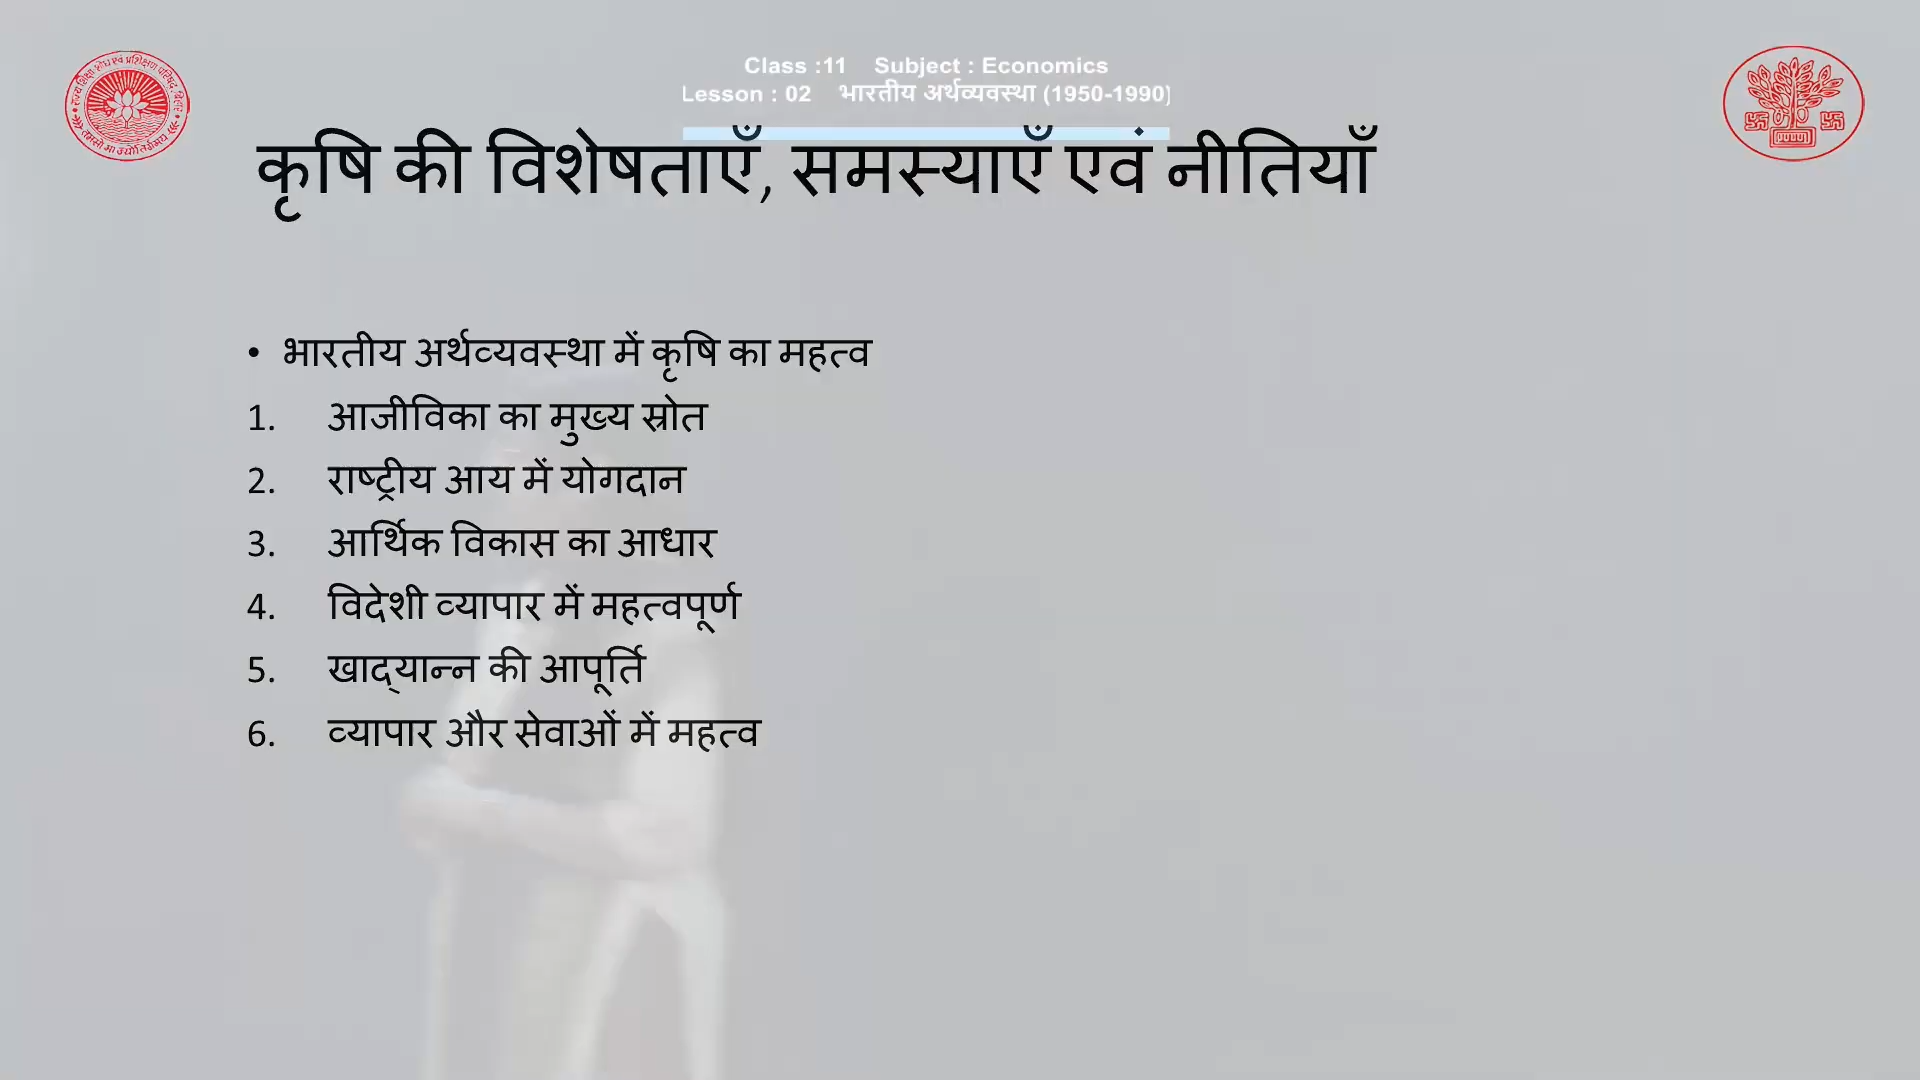 Class :11 Subject : Economics
Lesson : 02 भारतीय अर्थव्यवस्था (1950-1990)
कृषि की विशेषताएँ, समस्याएँ एवं नीतियाँ
• भारतीय अर्थव्यवस्था में कृषि का महत्व
1. आजीविका का मुख्य स्रोत
2. राष्ट्रीय आय में योगदान
3. आर्थिक विकास का आधार
4. विदेशी व्यापार में महत्वपूर्ण
5. खाद्यान्न की आपूर्ति
6. व्यापार और सेवाओं में महत्व